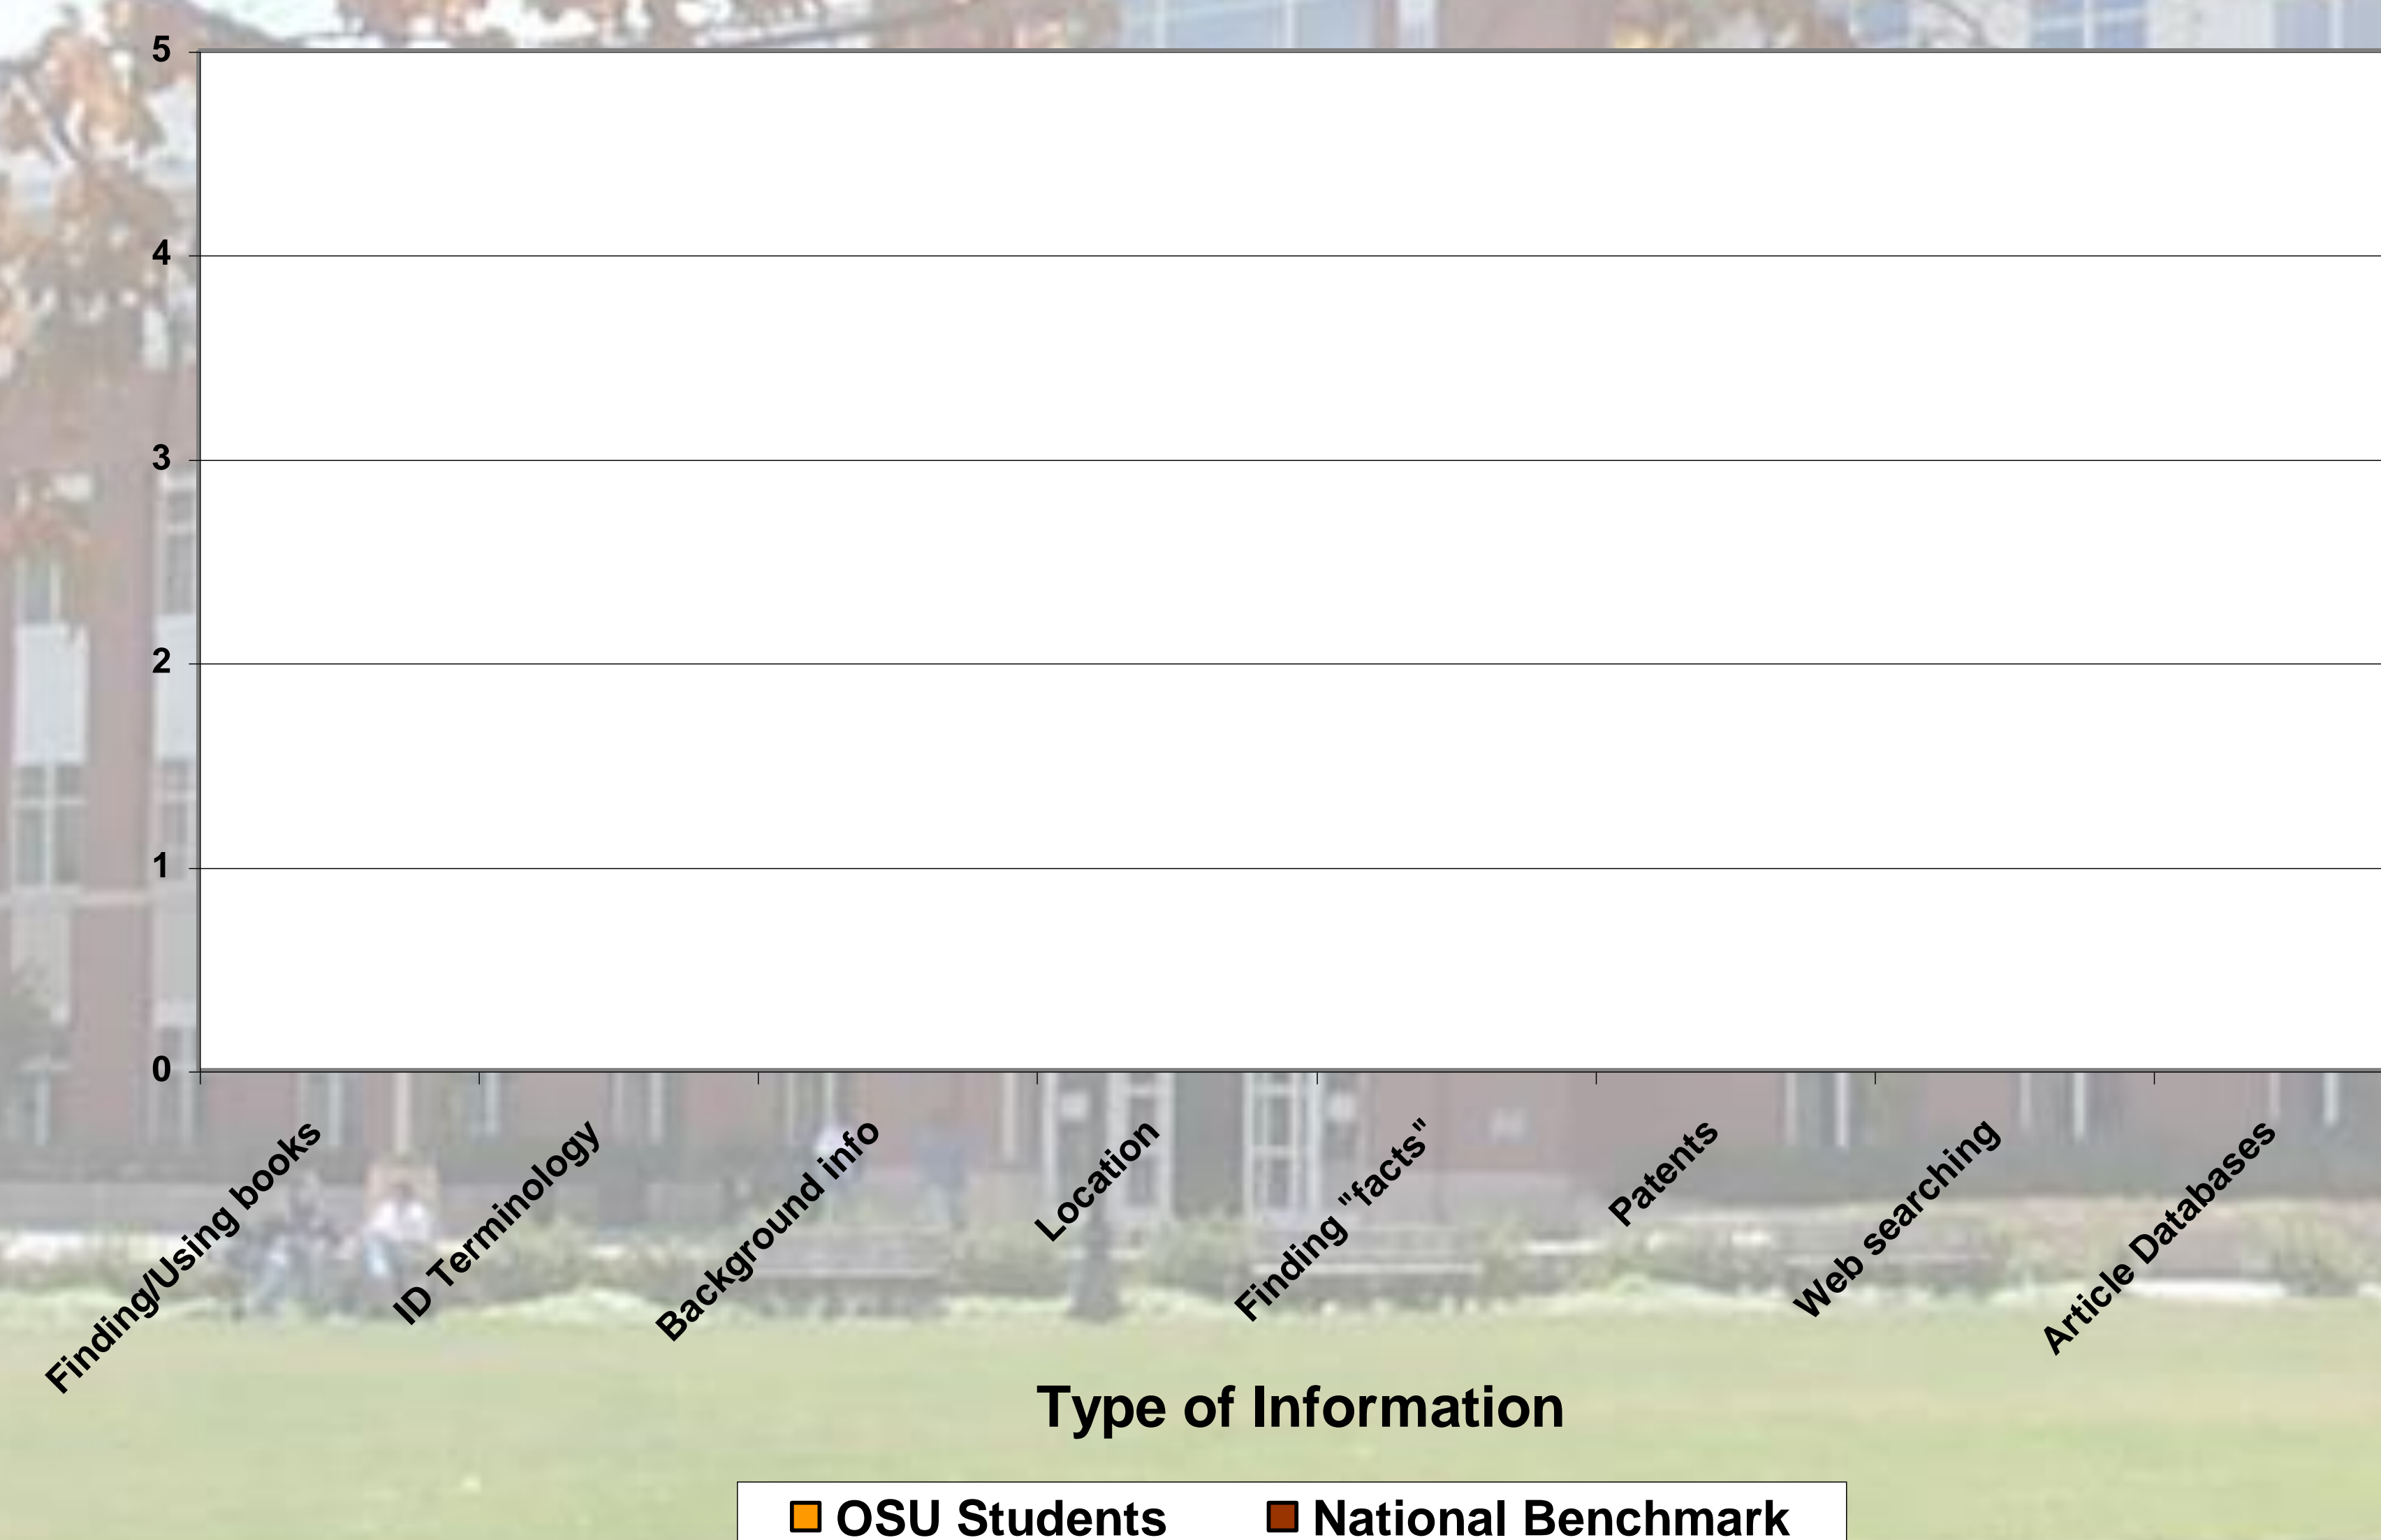 5
4
3
2
1
0
Finding/Using books
ID Terminology
Background info
Location
Finding "facts"
Patents
Web searching
Article Databases
Type of Information
OSU Students
National Benchmark